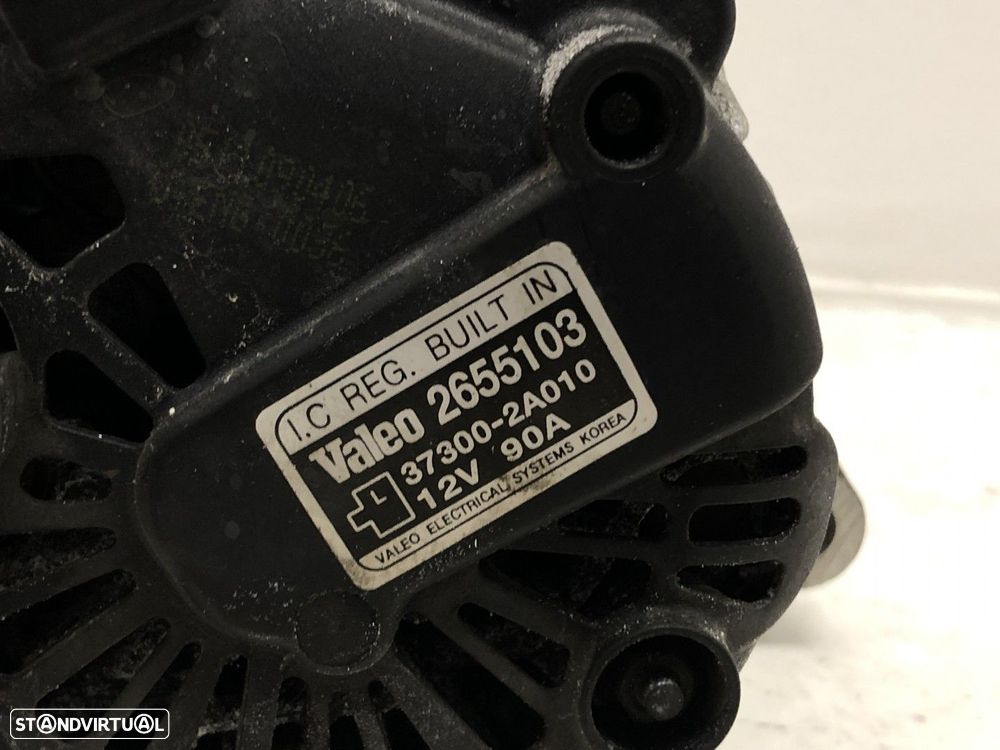 I.C REG. BUILT IN
Valeo 2655103
37300-2A010
L
12V 90A
VALEO ELECTRICAL SYSTEMS KOREA
STANDVIRTUAL